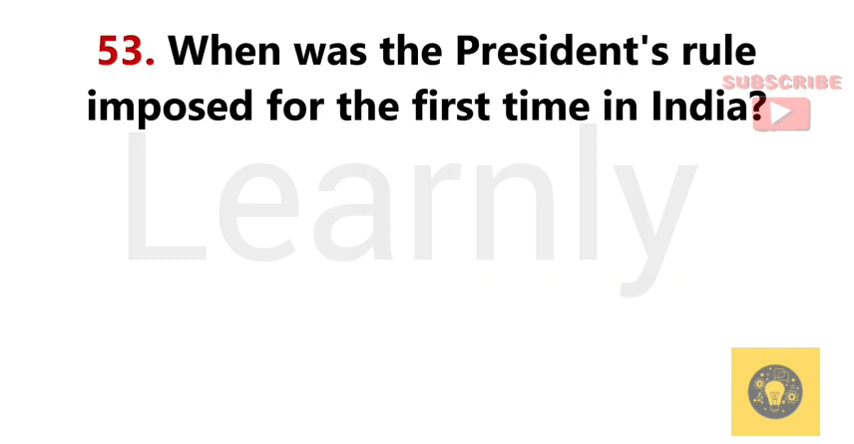 53. When was the President's rule
SUBSCRIBE
imposed for the first time in India?
Learnly